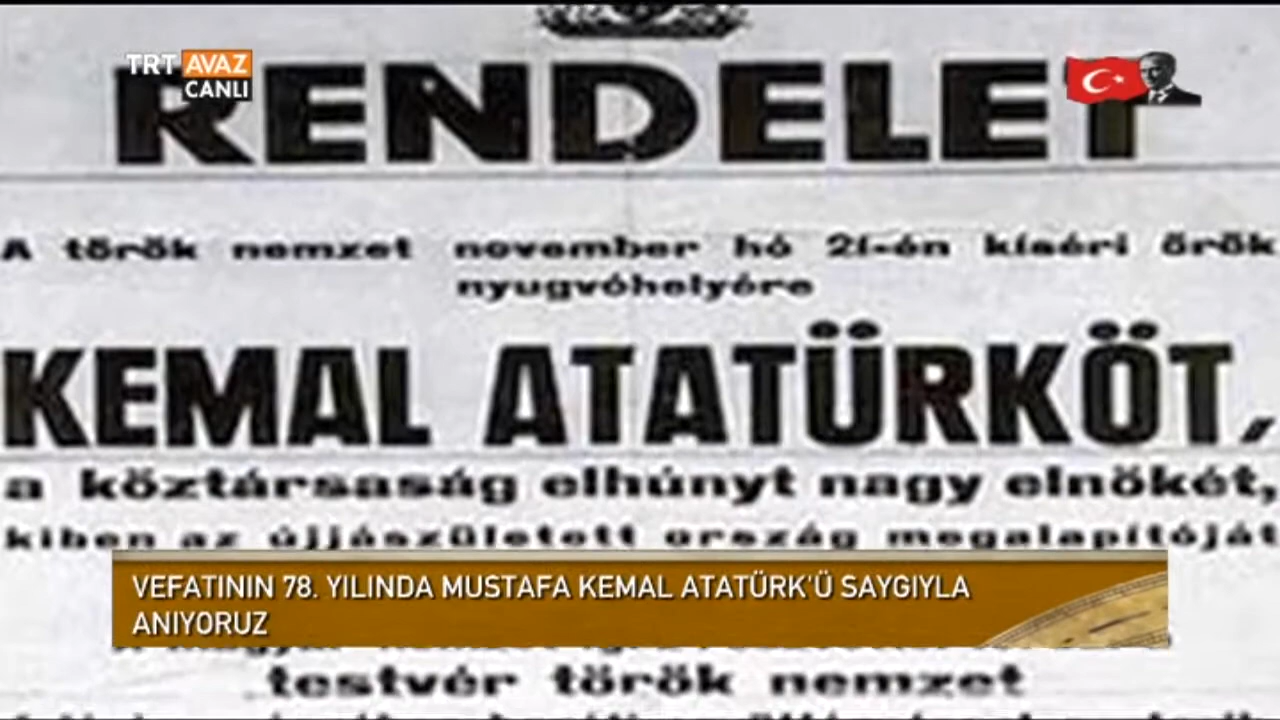 TRT AVAZ
CANLI
RENDELET
A török nemzet november hó 21-én kíséri örök
nyugvóhelyére
KEMAL ATATÜRKÖT,
a köztársaság elhúnyt nagy elnökét,
kiben az újjászületett ország megalapítóját
VEFATININ 78. YILINDA MUSTAFA KEMAL ATATÜRK'Ü SAYGIYLA
ANIYORUZ
testvér török nemzet